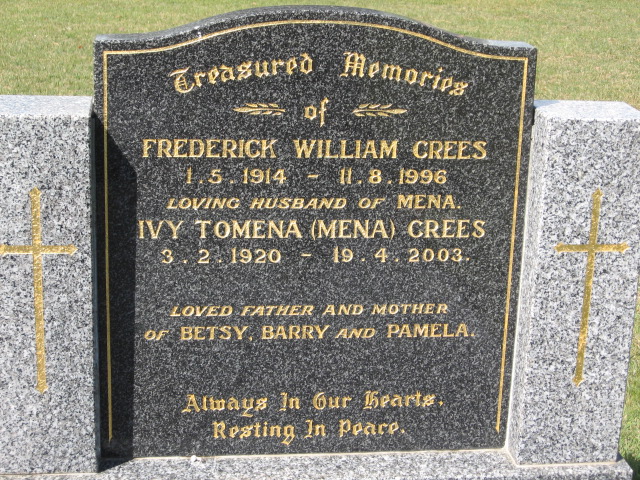 Treasured Memories
of
FREDERICK WILLIAM CREES
1.5.1914 - 11.8.1996
LOVING HUSBAND OF MENA.
IVY TOMENA (MENA) CREES
3.2.1920 - 19.4.2003.
LOVED FATHER AND MOTHER
OF BETSY, BARRY AND PAMELA.
Always In Our Hearts.
Resting In Peace.